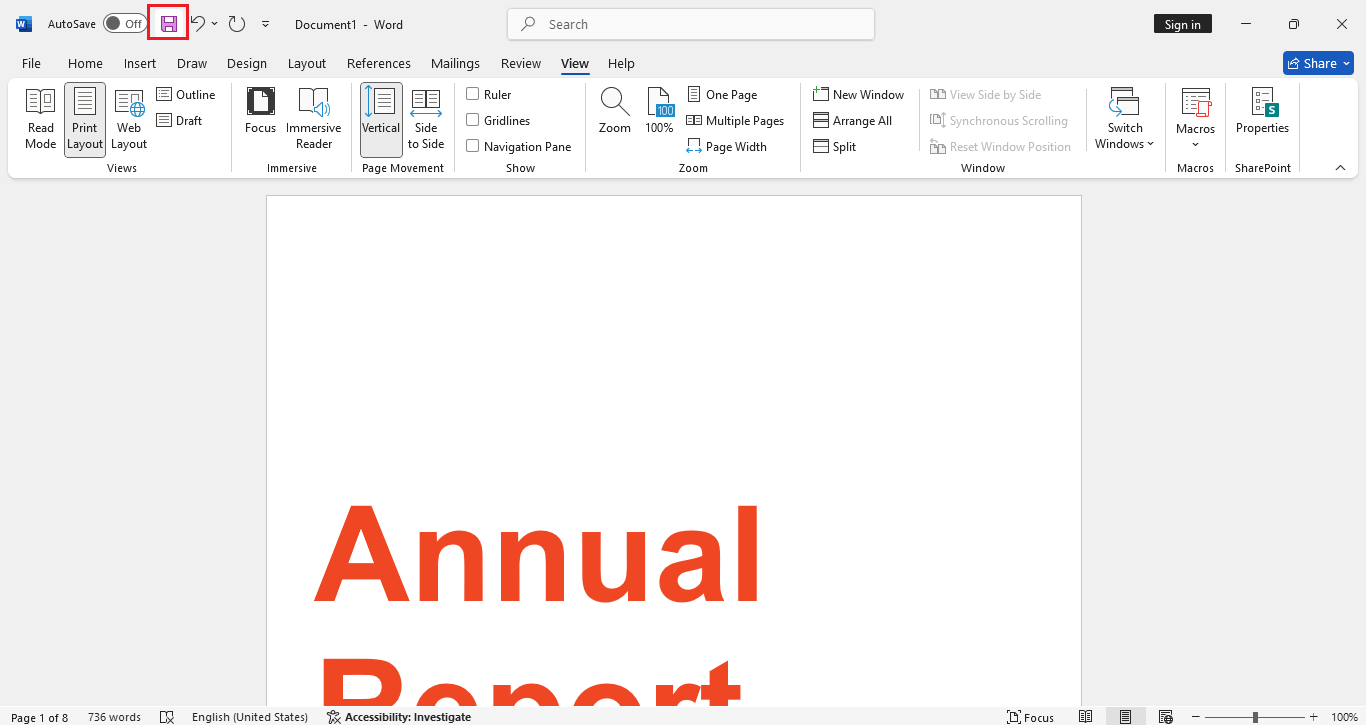 AutoSave Off Document1 - Word Search Sign in
File Home Insert Draw Design Layout References Mailings Review View Help Share
Read Mode
Print Layout
Web Layout
Outline
Draft
Views
Focus
Immersive Reader
Immersive
Vertical
Side to Side
Page Movement
Ruler
Gridlines
Navigation Pane
Show
Zoom
100
100%
One Page
Multiple Pages
Page Width
Zoom
New Window
Arrange All
Split
View Side by Side
Synchronous Scrolling
Reset Window Position
Switch Windows
Window
Macros
Macros
S
Properties
SharePoint
Annual
Report
Page 1 of 8 736 words English (United States) Accessibility: Investigate Focus 100%